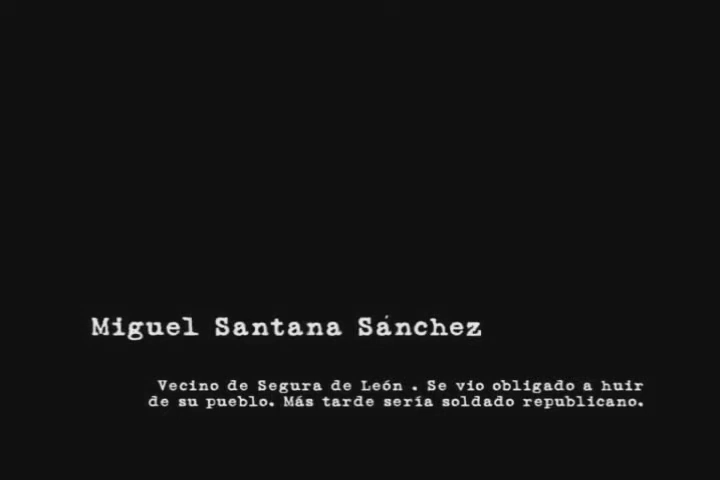 Miguel Santana Sánchez
Vecino de Segura de León . Se vio obligado a huir
de su pueblo. Más tarde sería soldado republicano.